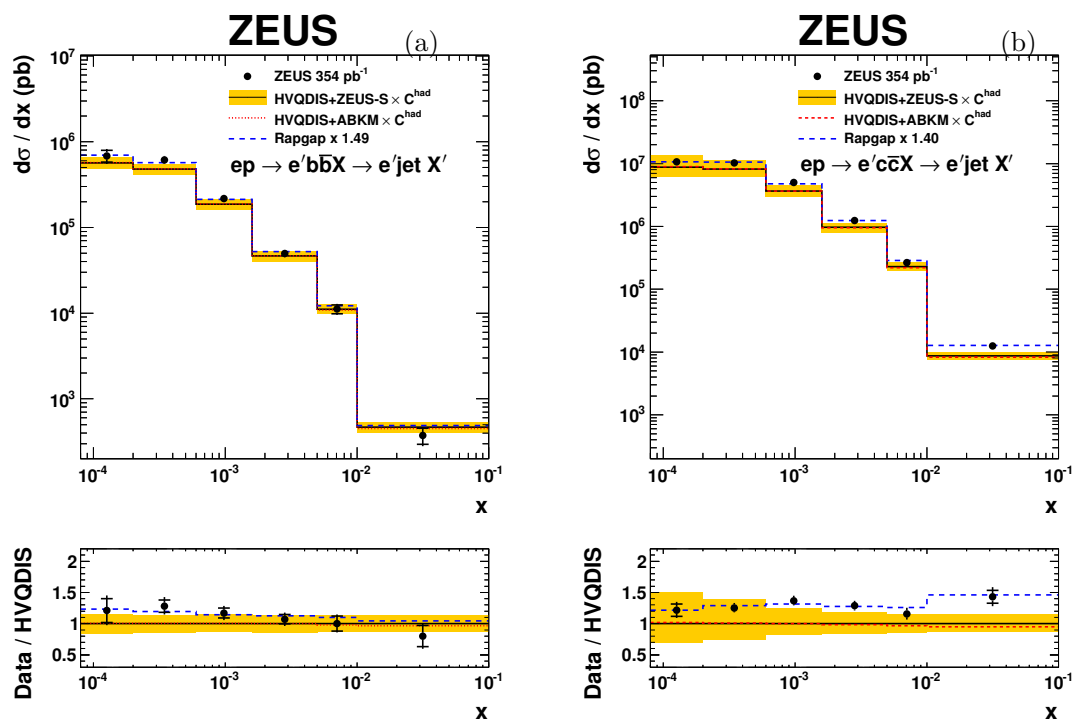 ZEUS
(a)
dσ / dx (pb)
10⁷
10⁶
10⁵
10⁴
10³
ZEUS 354 pb⁻¹
HVQDIS+ZEUS-S × C^had
HVQDIS+ABKM × C^had
Rapgap x 1.49
ep → e′bb̅X → e′jet X′
10⁻⁴ 10⁻³ 10⁻² 10⁻¹
x
Data / HVQDIS
2
1.5
1
0.5
10⁻⁴ 10⁻³ 10⁻² 10⁻¹
x
ZEUS
(b)
dσ / dx (pb)
10⁸
10⁷
10⁶
10⁵
10⁴
10³
ZEUS 354 pb⁻¹
HVQDIS+ZEUS-S × C^had
HVQDIS+ABKM × C^had
Rapgap x 1.40
ep → e′cc̅X → e′jet X′
10⁻⁴ 10⁻³ 10⁻² 10⁻¹
x
Data / HVQDIS
2
1.5
1
0.5
10⁻⁴ 10⁻³ 10⁻² 10⁻¹
x